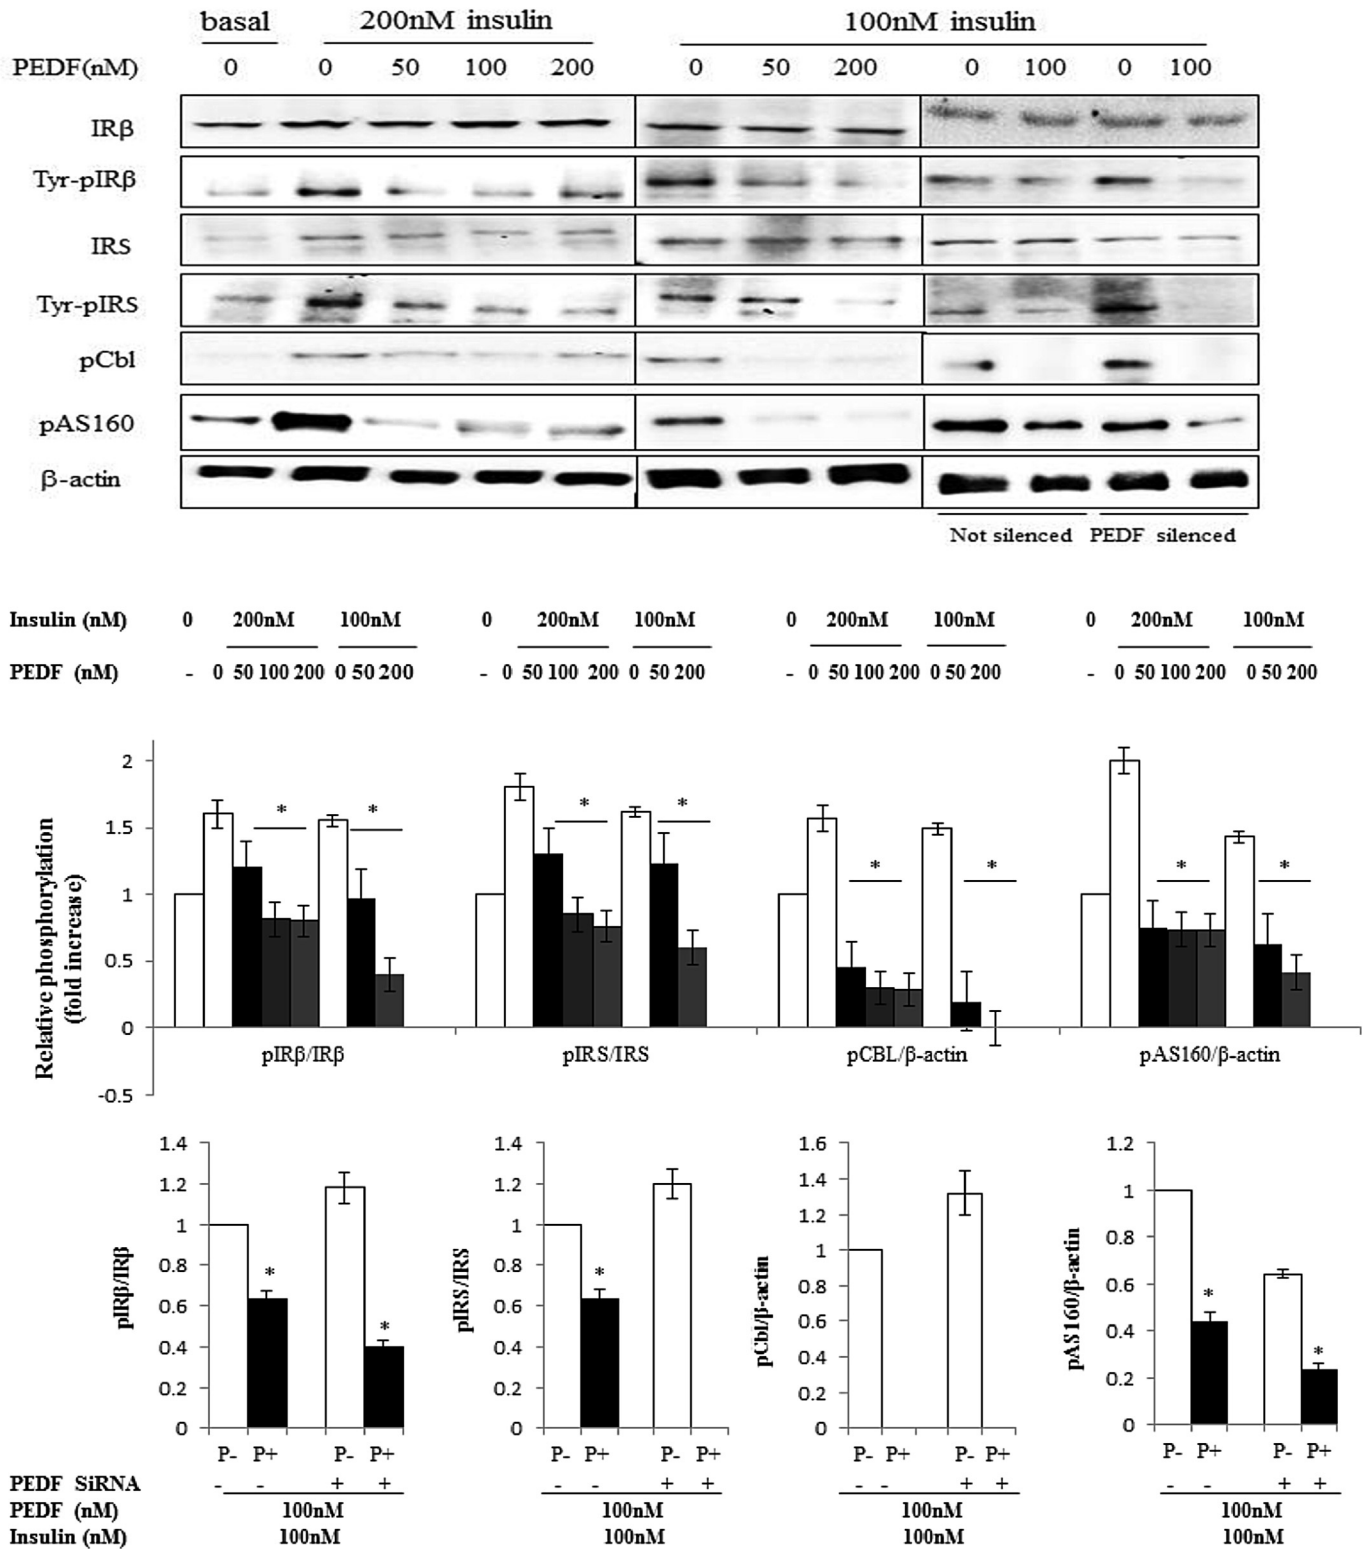 basal 200nM insulin 100nM insulin
PEDF(nM) 0 0 50 100 200 0 50 200 0 100 0 100
IRβ
Tyr-pIRβ
IRS
Tyr-pIRS
pCbl
pAS160
β-actin
Not silenced PEDF silenced
Insulin (nM) 0 200nM 100nM 0 200nM 100nM 0 200nM 100nM 0 200nM 100nM
PEDF (nM) - 0 50 100 200 0 50 200 - 0 50 100 200 0 50 200 - 0 50 100 200 0 50 200 - 0 50 100 200 0 50 200
Relative phosphorylation
(fold increase)
2
1.5
1
0.5
0
-0.5
* * * * * * * *
pIRβ/IRβ pIRS/IRS pCBL/β-actin pAS160/β-actin
pIRβ/IRβ
1.4
1.2
1
0.8
0.6
0.4
0.2
0
* *
P- P+ P- P+
pIRS/IRS
1.4
1.2
1
0.8
0.6
0.4
0.2
0
*
P- P+ P- P+
pCbl/β-actin
1.6
1.4
1.2
1
0.8
0.6
0.4
0.2
0
P- P+ P- P+
pAS160/β-actin
1.2
1
0.8
0.6
0.4
0.2
0
* *
P- P+ P- P+
PEDF SiRNA - - + + - - + + - - + + - - + +
PEDF (nM) 100nM 100nM 100nM 100nM
Insulin (nM) 100nM 100nM 100nM 100nM